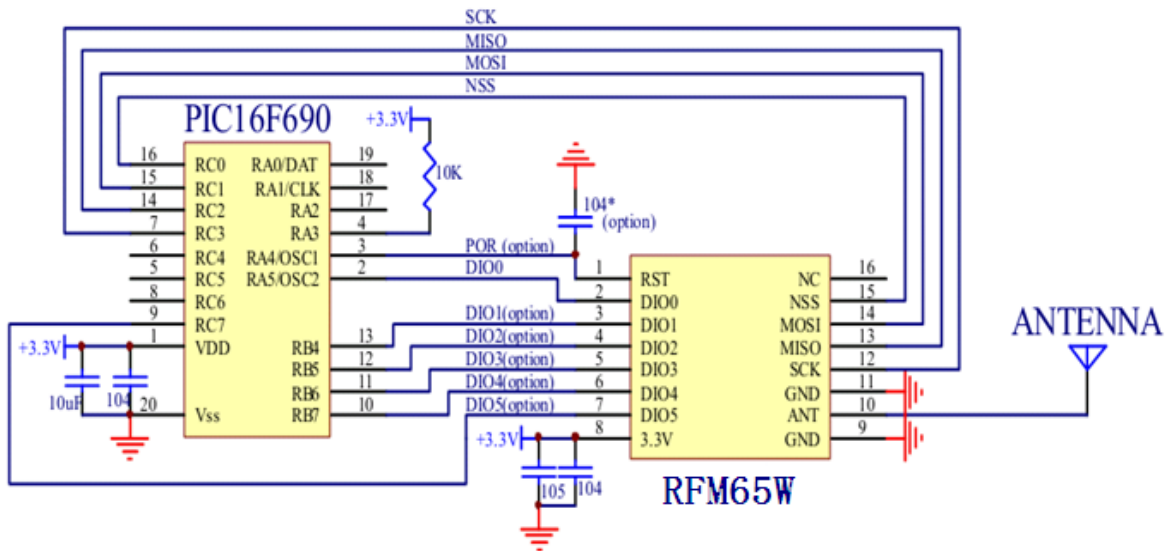 SCK
MISO
MOSI
NSS
PIC16F690
+3.3V
10K
16 RC0 RA0/DAT 19
15 RC1 RA1/CLK 18
14 RC2 RA2 17
7 RC3 RA3 4
6 RC4 RA4/OSC1 3
5 RC5 RA5/OSC2 2
8 RC6
9 RC7
1 VDD RB4 13
RB5 12
RB6 11
20 Vss RB7 10
+3.3V
10uF
104
104*
(option)
POR (option)
DIO0
DIO1(option)
DIO2(option)
DIO3(option)
DIO4(option)
DIO5(option)
1 RST NC 16
2 DIO0 NSS 15
3 DIO1 MOSI 14
4 DIO2 MISO 13
5 DIO3 SCK 12
6 DIO4 GND 11
7 DIO5 ANT 10
8 3.3V GND 9
+3.3V
105
104
RFM65W
ANTENNA